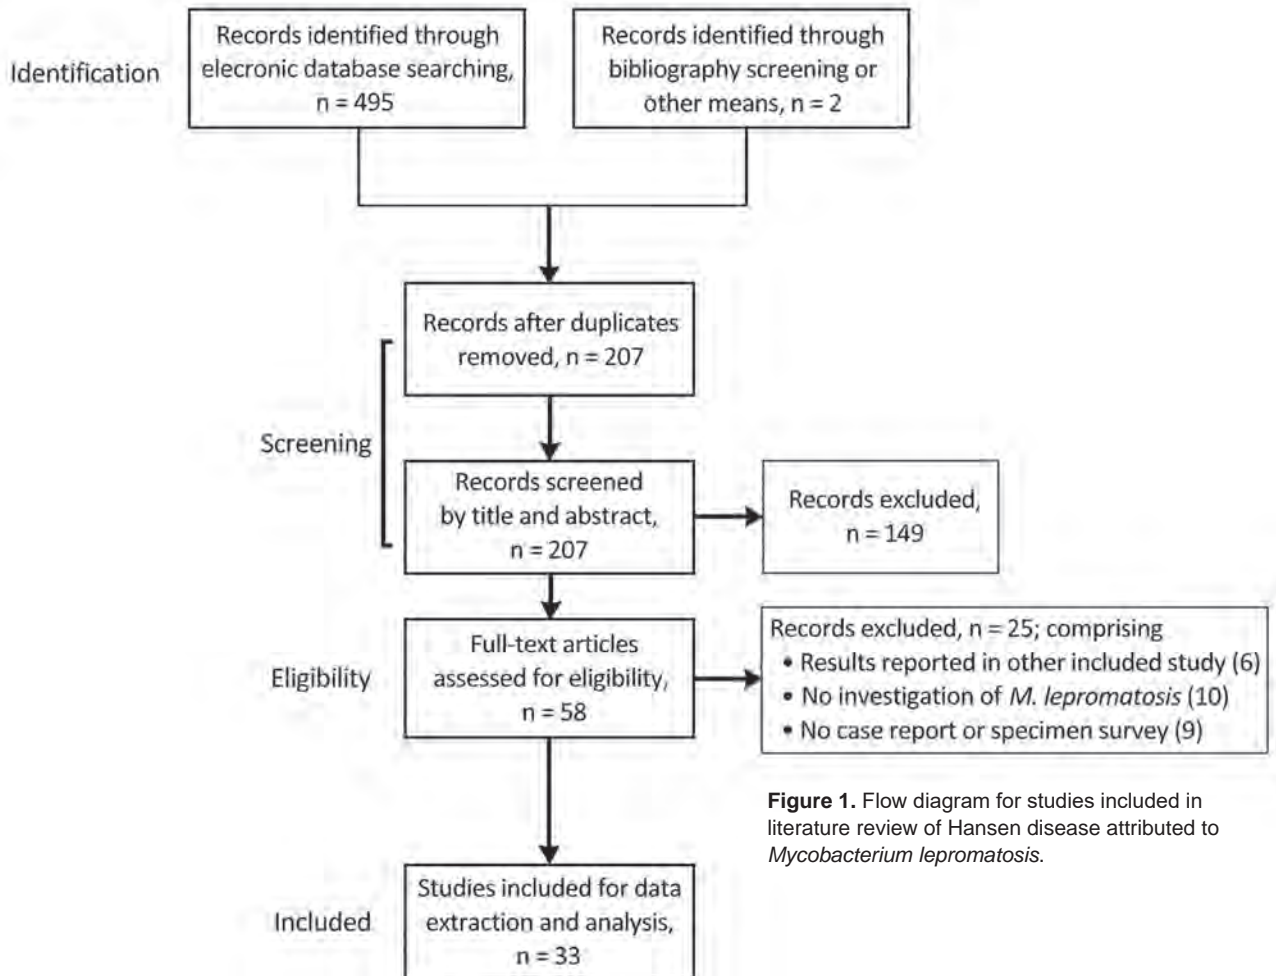 Identification
Records identified through
elecronic database searching,
n = 495
Records identified through
bibliography screening or
other means, n = 2
Screening
Records after duplicates
removed, n = 207
Records screened
by title and abstract,
n = 207
Records excluded,
n = 149
Eligibility
Full-text articles
assessed for eligibility,
n = 58
Records excluded, n = 25; comprising
• Results reported in other included study (6)
• No investigation of M. lepromatosis (10)
• No case report or specimen survey (9)
Figure 1. Flow diagram for studies included in
literature review of Hansen disease attributed to
Mycobacterium lepromatosis.
Included
Studies included for data
extraction and analysis,
n = 33